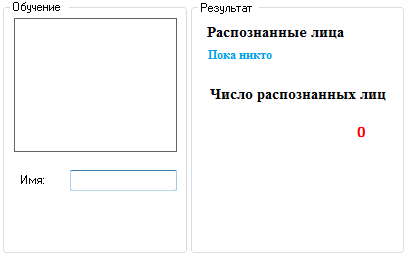 Обучение
Имя:
Результат
Распознанные лица
Пока никто
Число распознанных лиц
0